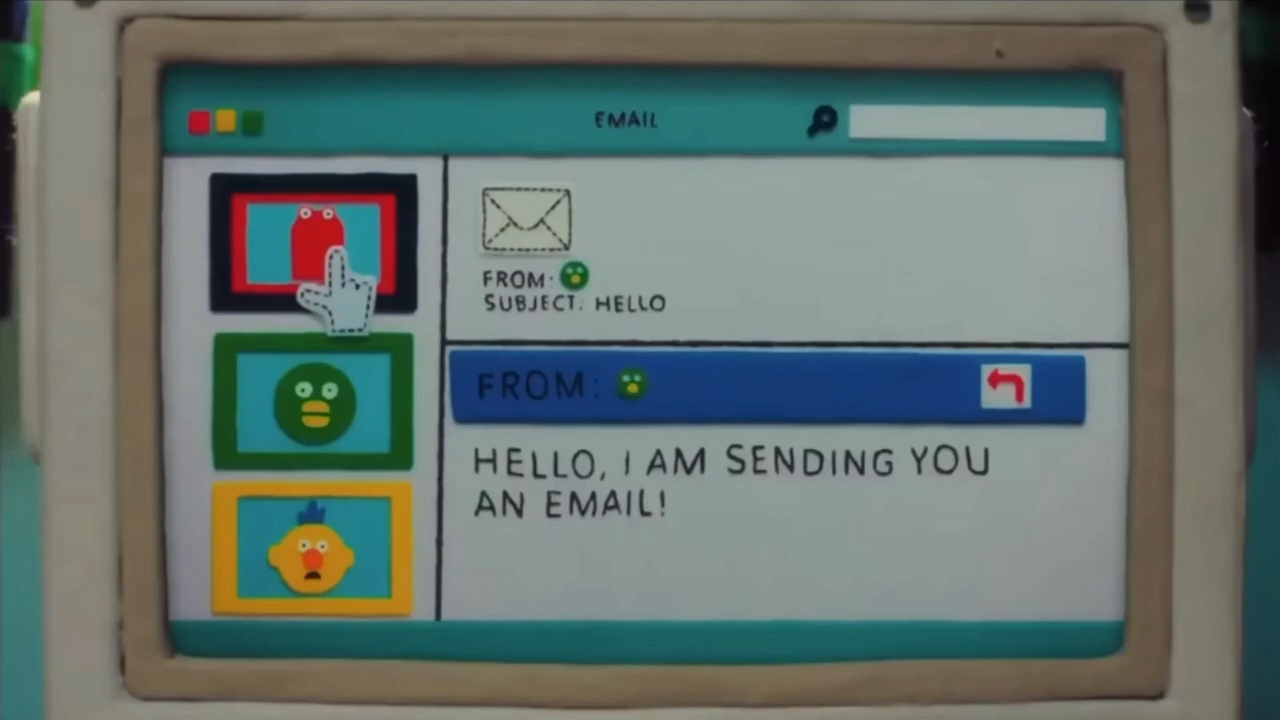 EMAIL
FROM:
SUBJECT: HELLO
FROM:
HELLO, I AM SENDING YOU
AN EMAIL!